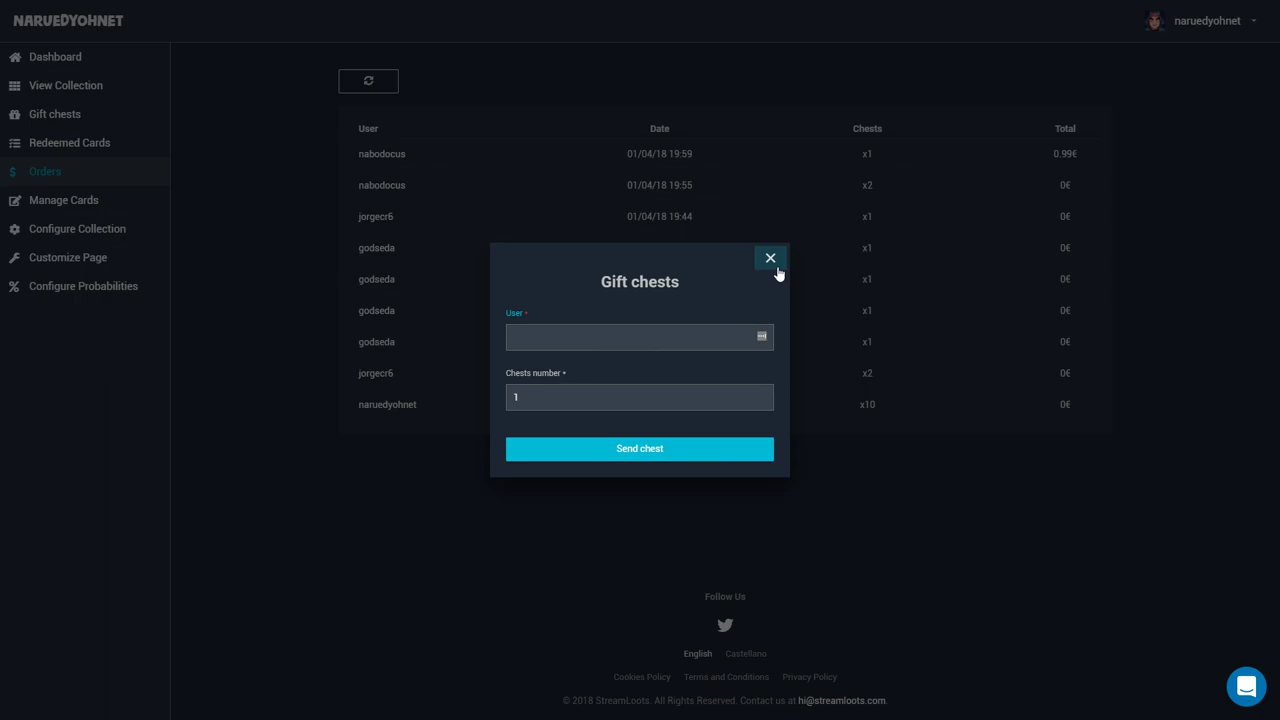 NARUEDYOHNET
naruedyohnet
Dashboard
View Collection
Gift chests
Redeemed Cards
Orders
Manage Cards
Configure Collection
Customize Page
Configure Probabilities
User Date Chests Total
nabodocus 01/04/18 19:59 x1 0.99€
nabodocus 01/04/18 19:55 x2 0€
jorgecr6 01/04/18 19:44 x1 0€
godseda x1 0€
godseda x1 0€
godseda x1 0€
godseda x1 0€
jorgecr6 x2 0€
naruedyohnet x10 0€
Gift chests
User *
Chests number *
1
Send chest
Follow Us
English Castellano
Cookies Policy Terms and Conditions Privacy Policy
© 2018 StreamLoots. All Rights Reserved. Contact us at hi@streamloots.com.